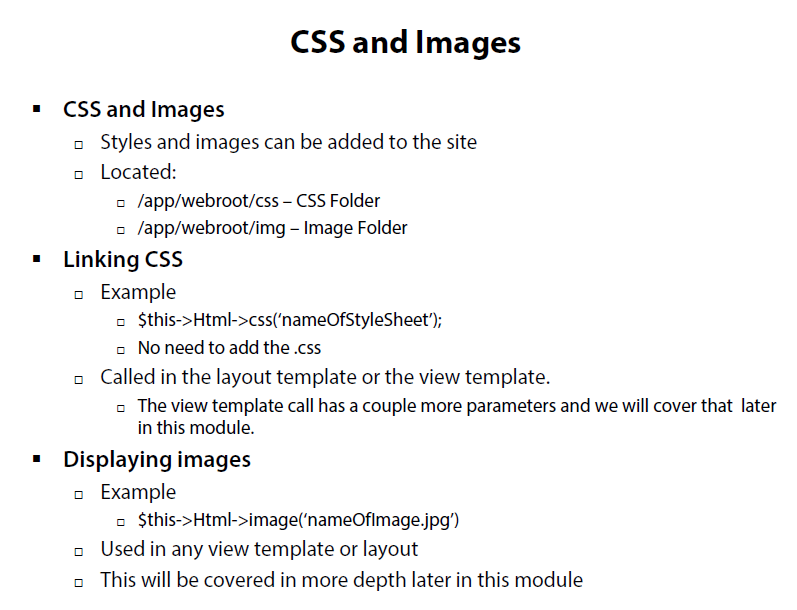 CSS and Images
CSS and Images
Styles and images can be added to the site
Located:
/app/webroot/css – CSS Folder
/app/webroot/img – Image Folder
Linking CSS
Example
$this->Html->css(‘nameOfStyleSheet’);
No need to add the .css
Called in the layout template or the view template.
The view template call has a couple more parameters and we will cover that  later
in this module.
Displaying images
Example
$this->Html->image(‘nameOfImage.jpg’)
Used in any view template or layout
This will be covered in more depth later in this module